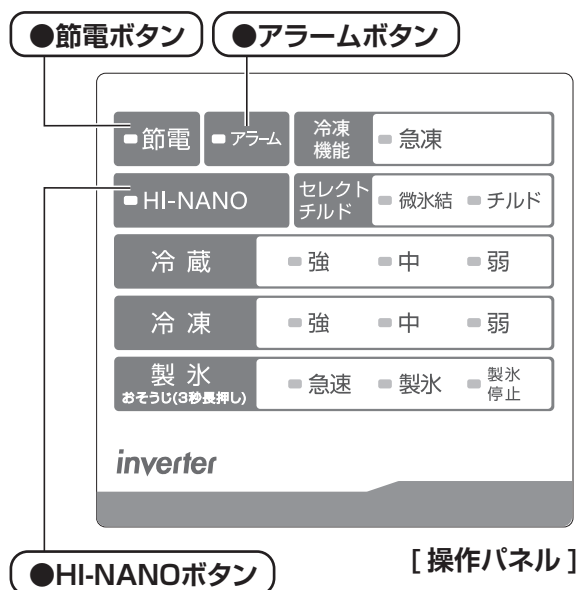 ●節電ボタン ●アラームボタン
節電 アラーム 冷凍機能 急凍
HI-NANO セレクトチルド 微氷結 チルド
冷蔵 強 中 弱
冷凍 強 中 弱
製氷 急速 製氷 製氷停止
おそうじ(3秒長押し)
inverter
●HI-NANOボタン
[操作パネル]